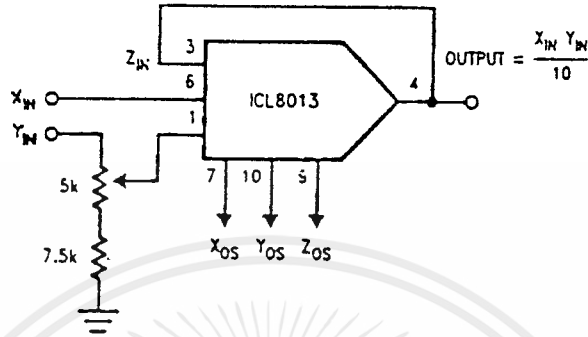 Z_IN 3
OUTPUT = X_IN Y_IN / 10
X_IN 6
ICL8013
4
Y_IN 1
5k
7 10 9
X_OS Y_OS Z_OS
7.5k